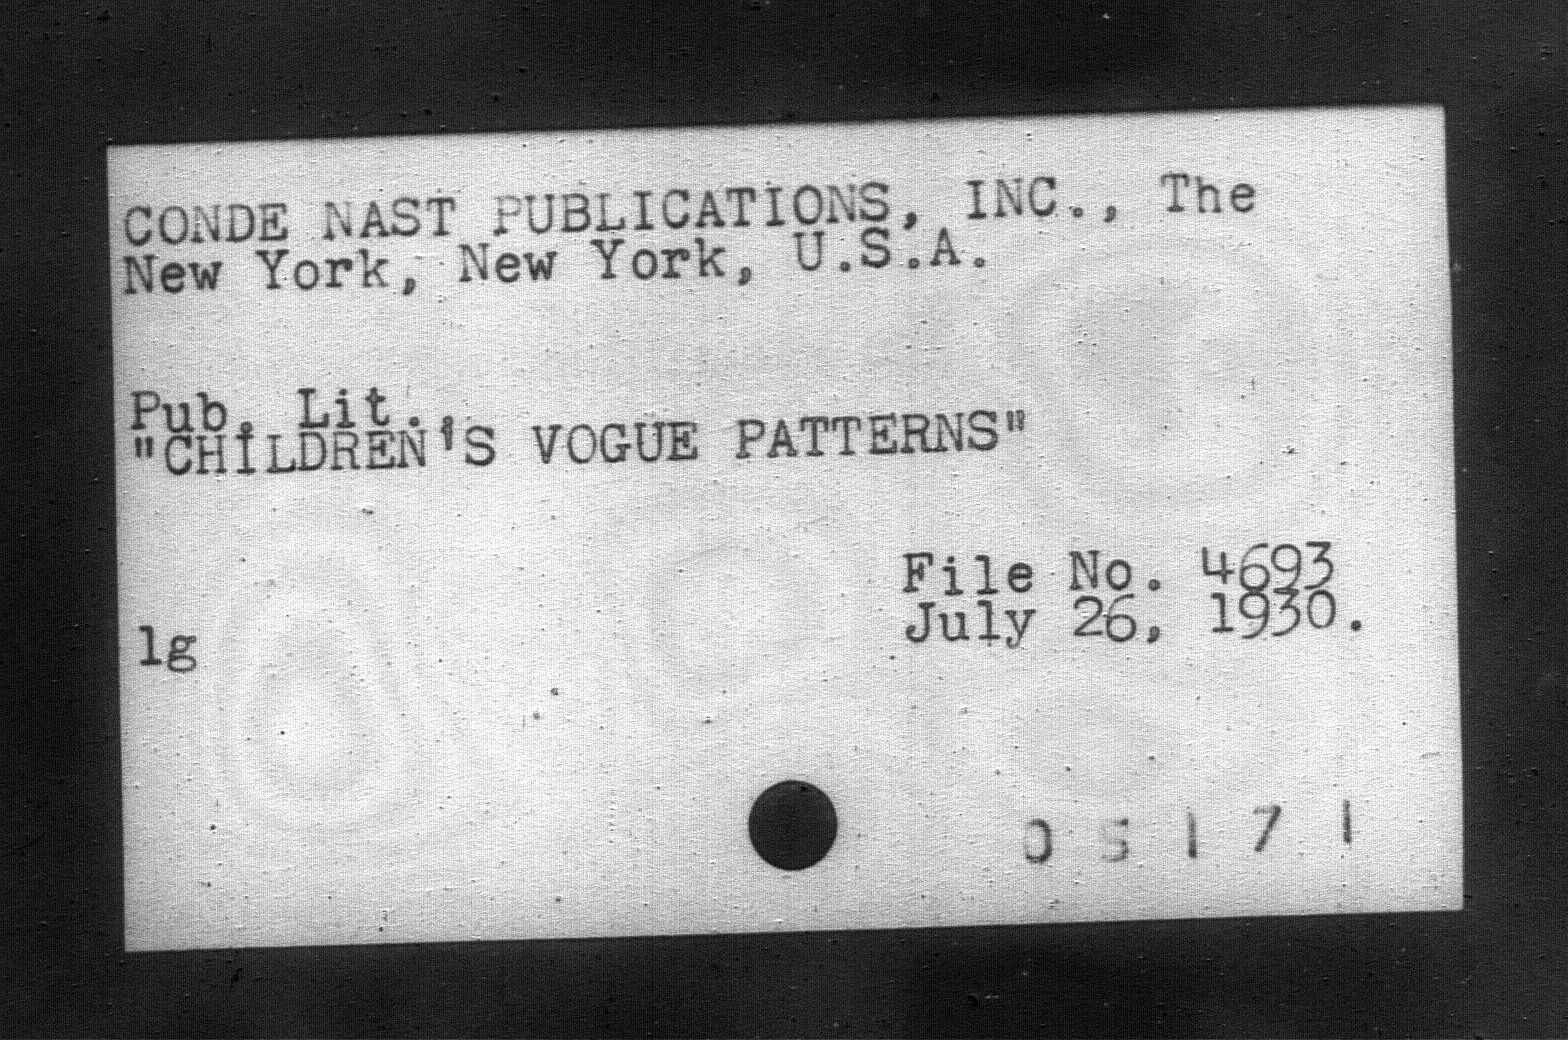 CONDE NAST PUBLICATIONS, INC., The
New York, New York, U.S.A.
Pub. Lit.,
"CHILDREN'S VOGUE PATTERNS"
File No. 4693
July 26, 1930.
lg
05171